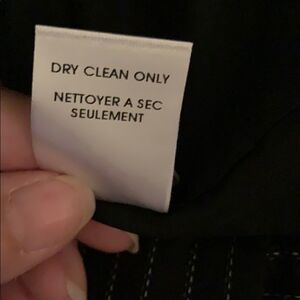 DRY CLEAN ONLY
NETTOYER A SEC
SEULEMENT